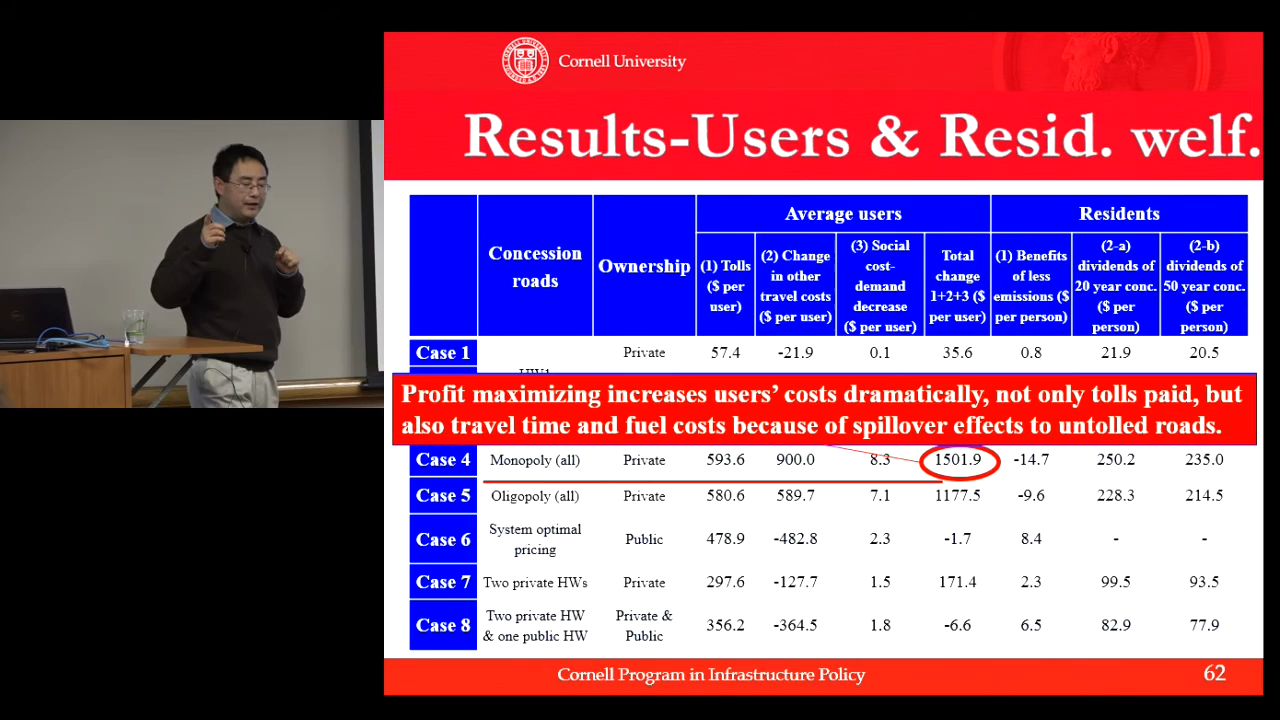 Cornell University
Results-Users & Resid. welf.
Concession roads
Ownership
Average users
Residents
(1) Tolls ($ per user)
(2) Change in other travel costs ($ per user)
(3) Social cost-demand decrease ($ per user)
Total change 1+2+3 ($ per user)
(1) Benefits of less emissions ($ per person)
(2-a) dividends of 20 year conc. ($ per person)
(2-b) dividends of 50 year conc. ($ per person)
Case 1 Private 57.4 -21.9 0.1 35.6 0.8 21.9 20.5
Profit maximizing increases users' costs dramatically, not only tolls paid, but
also travel time and fuel costs because of spillover effects to untolled roads.
Case 4 Monopoly (all) Private 593.6 900.0 8.3 1501.9 -14.7 250.2 235.0
Case 5 Oligopoly (all) Private 580.6 589.7 7.1 1177.5 -9.6 228.3 214.5
Case 6 System optimal pricing Public 478.9 -482.8 2.3 -1.7 8.4 - -
Case 7 Two private HWs Private 297.6 -127.7 1.5 171.4 2.3 99.5 93.5
Case 8 Two private HW & one public HW Private & Public 356.2 -364.5 1.8 -6.6 6.5 82.9 77.9
Cornell Program in Infrastructure Policy
62